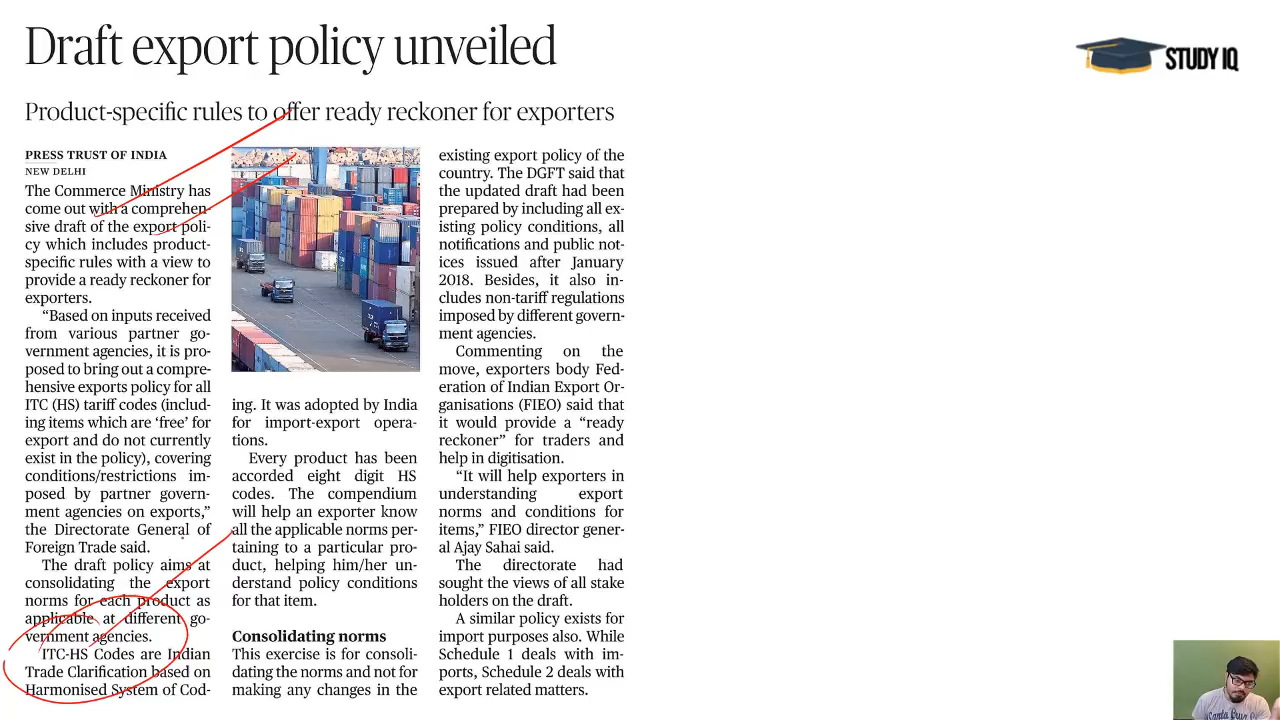 Draft export policy unveiled
STUDY IQ
Product-specific rules to offer ready reckoner for exporters
PRESS TRUST OF INDIA
NEW DELHI
The Commerce Ministry has
come out with a comprehen-
sive draft of the export poli-
cy which includes product-
specific rules with a view to
provide a ready reckoner for
exporters.
“Based on inputs received
from various partner go-
vernment agencies, it is pro-
posed to bring out a compre-
hensive exports policy for all
ITC (HS) tariff codes (includ-
ing items which are ‘free’ for
export and do not currently
exist in the policy), covering
conditions/restrictions im-
posed by partner govern-
ment agencies on exports,”
the Directorate General of
Foreign Trade said.
The draft policy aims at
consolidating the export
norms for each product as
applicable at different go-
vernment agencies.
ITC-HS Codes are Indian
Trade Clarification based on
Harmonised System of Cod-
ing. It was adopted by India
for import-export opera-
tions.
Every product has been
accorded eight digit HS
codes. The compendium
will help an exporter know
all the applicable norms per-
taining to a particular pro-
duct, helping him/her un-
derstand policy conditions
for that item.
Consolidating norms
This exercise is for consoli-
dating the norms and not for
making any changes in the
existing export policy of the
country. The DGFT said that
the updated draft had been
prepared by including all ex-
isting policy conditions, all
notifications and public not-
ices issued after January
2018. Besides, it also in-
cludes non-tariff regulations
imposed by different govern-
ment agencies.
Commenting on the
move, exporters body Fed-
eration of Indian Export Or-
ganisations (FIEO) said that
it would provide a “ready
reckoner” for traders and
help in digitisation.
“It will help exporters in
understanding export
norms and conditions for
items,” FIEO director gener-
al Ajay Sahai said.
The directorate had
sought the views of all stake
holders on the draft.
A similar policy exists for
import purposes also. While
Schedule 1 deals with im-
ports, Schedule 2 deals with
export related matters.